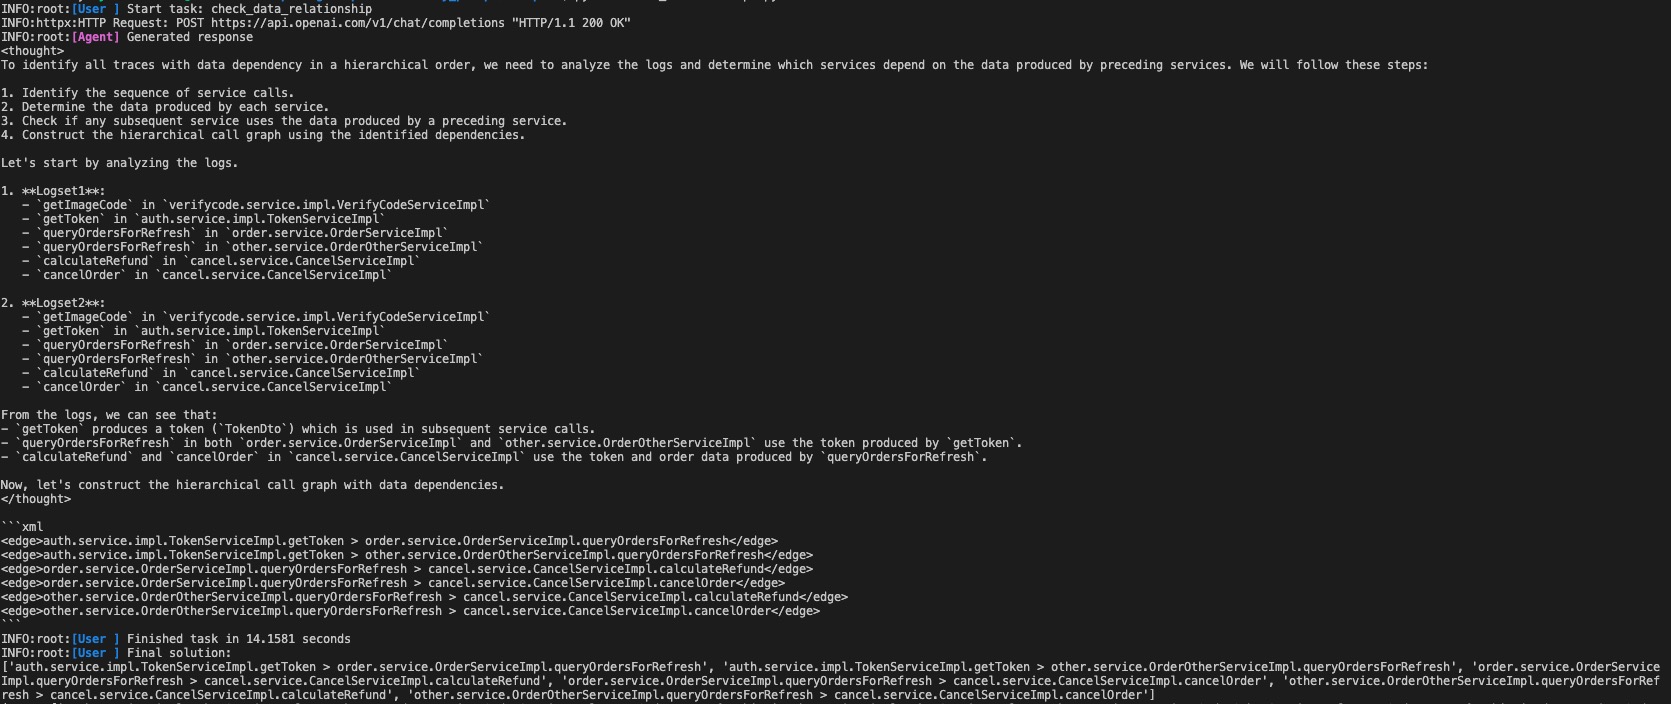 INFO:root:[User ] Start task: check_data_relationship
INFO:httpx:HTTP Request: POST https://api.openai.com/v1/chat/completions "HTTP/1.1 200 OK"
INFO:root:[Agent] Generated response
<thought>
To identify all traces with data dependency in a hierarchical order, we need to analyze the logs and determine which services depend on the data produced by preceding services. We will follow these steps:
1. Identify the sequence of service calls.
2. Determine the data produced by each service.
3. Check if any subsequent service uses the data produced by a preceding service.
4. Construct the hierarchical call graph using the identified dependencies.
Let's start by analyzing the logs.
1. **Logset1**:
- `getImageCode` in `verifycode.service.impl.VerifyCodeServiceImpl`
- `getToken` in `auth.service.impl.TokenServiceImpl`
- `queryOrdersForRefresh` in `order.service.OrderServiceImpl`
- `queryOrdersForRefresh` in `other.service.OrderOtherServiceImpl`
- `calculateRefund` in `cancel.service.CancelServiceImpl`
- `cancelOrder` in `cancel.service.CancelServiceImpl`
2. **Logset2**:
- `getImageCode` in `verifycode.service.impl.VerifyCodeServiceImpl`
- `getToken` in `auth.service.impl.TokenServiceImpl`
- `queryOrdersForRefresh` in `order.service.OrderServiceImpl`
- `queryOrdersForRefresh` in `other.service.OrderOtherServiceImpl`
- `calculateRefund` in `cancel.service.CancelServiceImpl`
- `cancelOrder` in `cancel.service.CancelServiceImpl`
From the logs, we can see that:
- `getToken` produces a token (`TokenDto`) which is used in subsequent service calls.
- `queryOrdersForRefresh` in both `order.service.OrderServiceImpl` and `other.service.OrderOtherServiceImpl` use the token produced by `getToken`.
- `calculateRefund` and `cancelOrder` in `cancel.service.CancelServiceImpl` use the token and order data produced by `queryOrdersForRefresh`.
Now, let's construct the hierarchical call graph with data dependencies.
</thought>
```xml
<edge>auth.service.impl.TokenServiceImpl.getToken > order.service.OrderServiceImpl.queryOrdersForRefresh</edge>
<edge>auth.service.impl.TokenServiceImpl.getToken > other.service.OrderOtherServiceImpl.queryOrdersForRefresh</edge>
<edge>order.service.OrderServiceImpl.queryOrdersForRefresh > cancel.service.CancelServiceImpl.calculateRefund</edge>
<edge>order.service.OrderServiceImpl.queryOrdersForRefresh > cancel.service.CancelServiceImpl.cancelOrder</edge>
<edge>other.service.OrderOtherServiceImpl.queryOrdersForRefresh > cancel.service.CancelServiceImpl.calculateRefund</edge>
<edge>other.service.OrderOtherServiceImpl.queryOrdersForRefresh > cancel.service.CancelServiceImpl.cancelOrder</edge>
```
INFO:root:[User ] Finished task in 14.1581 seconds
INFO:root:[User ] Final solution:
['auth.service.impl.TokenServiceImpl.getToken > order.service.OrderServiceImpl.queryOrdersForRefresh', 'auth.service.impl.TokenServiceImpl.getToken > other.service.OrderOtherServiceImpl.queryOrdersForRefresh', 'order.service.OrderService
Impl.queryOrdersForRefresh > cancel.service.CancelServiceImpl.calculateRefund', 'order.service.OrderServiceImpl.queryOrdersForRefresh > cancel.service.CancelServiceImpl.cancelOrder', 'other.service.OrderOtherServiceImpl.queryOrdersForRef
resh > cancel.service.CancelServiceImpl.calculateRefund', 'other.service.OrderOtherServiceImpl.queryOrdersForRefresh > cancel.service.CancelServiceImpl.cancelOrder']